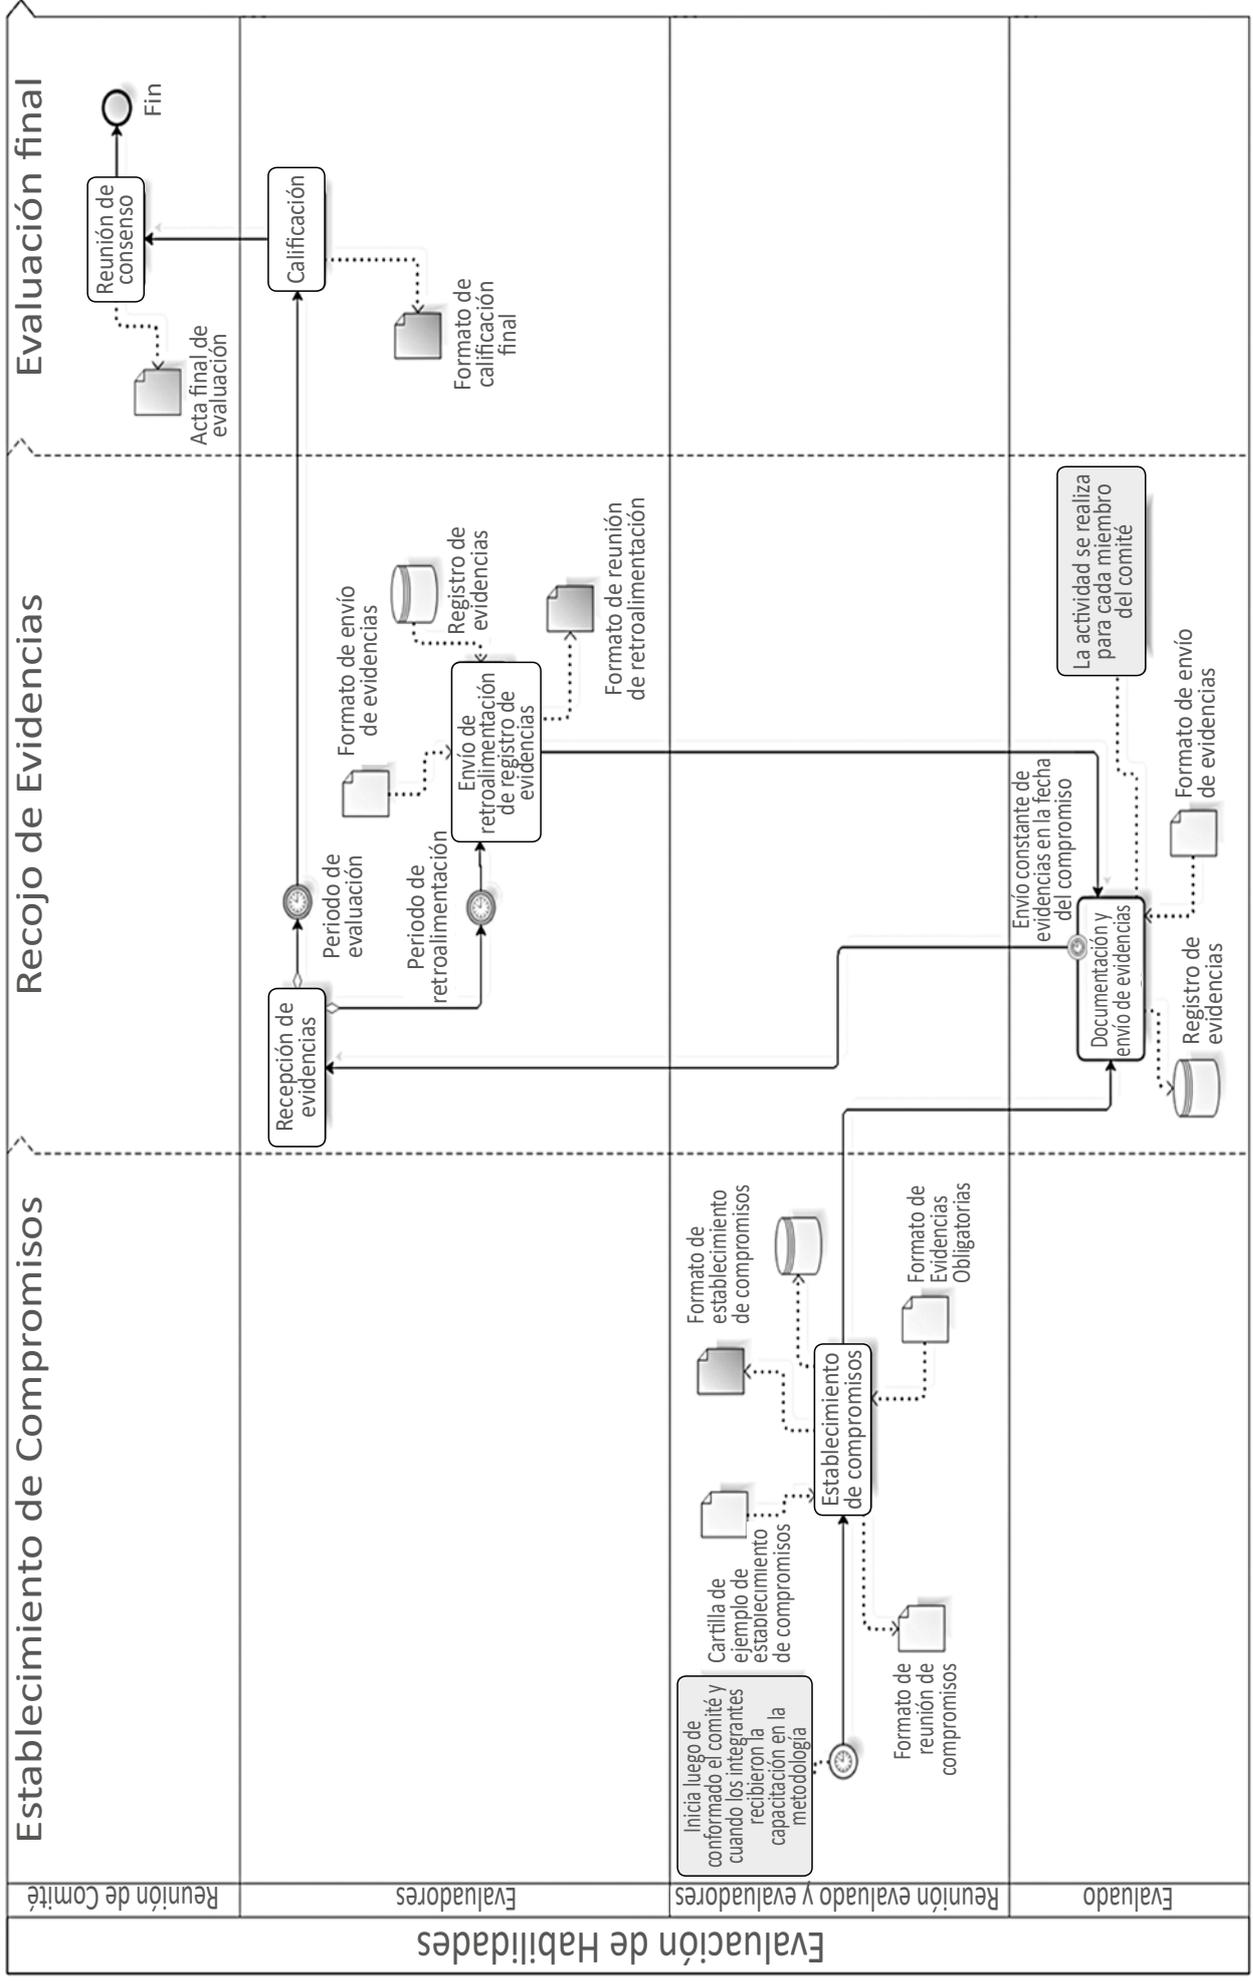 Evaluación de Habilidades
Reunión de Comité
Evaluadores
Reunión evaluado y evaluadores
Evaluado
Establecimiento de Compromisos
Recojo de Evidencias
Evaluación final
Acta final de
evaluación
Reunión de
consenso
Fin
Recepción de
evidencias
Periodo de
evaluación
Periodo de
retroalimentación
Formato de envío
de evidencias
Envío de
retroalimentación
de registro de
evidencias
Registro de
evidencias
Formato de reunión
de retroalimentación
Calificación
Formato de
calificación
final
Inicia luego de
conformado el comité y
cuando los integrantes
recibieron la
capacitación en la
metodología
Cartilla de
ejemplo de
establecimiento
de compromisos
Formato de
establecimiento
de compromisos
Establecimiento
de compromisos
Formato de
reunión de
compromisos
Formato de
Evidencias
Obligatorias
Envío constante de
evidencias en la fecha
del compromiso
Documentación y
envío de evidencias
Registro de
evidencias
Formato de envío
de evidencias
La actividad se realiza
para cada miembro
del comité